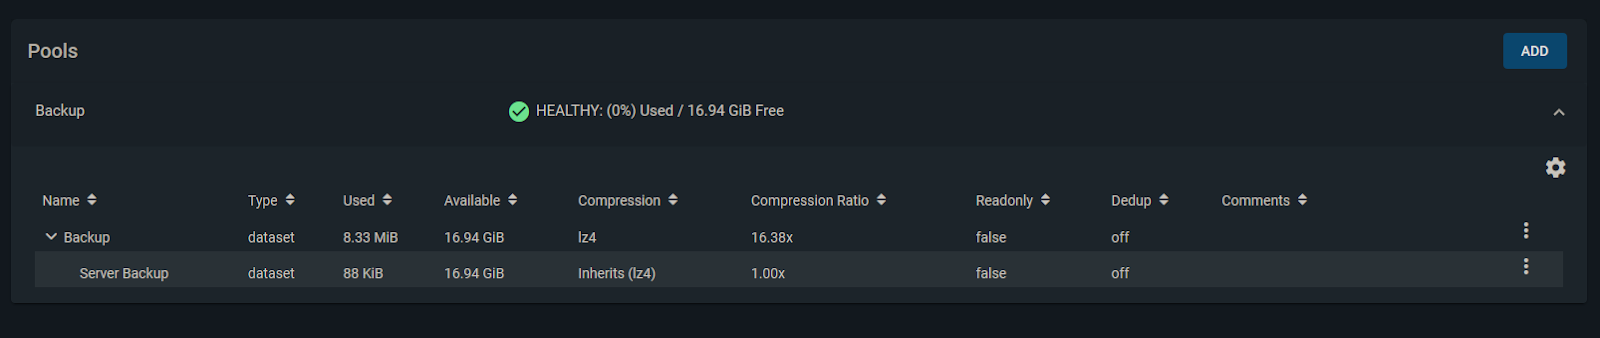 Pools
ADD
Backup HEALTHY: (0%) Used / 16.94 GiB Free
Name Type Used Available Compression Compression Ratio Readonly Dedup Comments
Backup dataset 8.33 MiB 16.94 GiB lz4 16.38x false off
Server Backup dataset 88 KiB 16.94 GiB Inherits (lz4) 1.00x false off